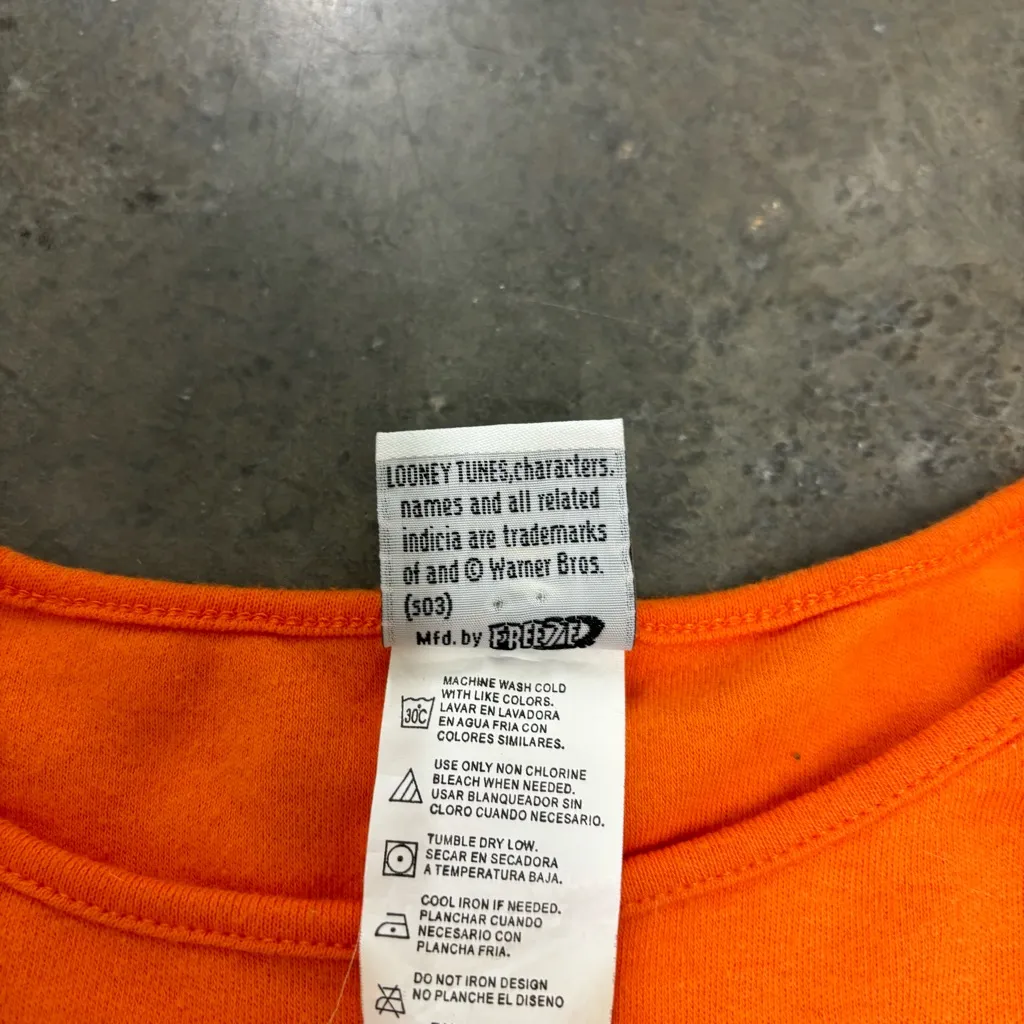 LOONEY TUNES,characters,
names and all related
indicia are trademarks
of and © Warner Bros.
(s03)
Mfd. by FREEZE
30C
MACHINE WASH COLD
WITH LIKE COLORS.
LAVAR EN LAVADORA
EN AGUA FRIA CON
COLORES SIMILARES.
USE ONLY NON CHLORINE
BLEACH WHEN NEEDED.
USAR BLANQUEADOR SIN
CLORO CUANDO NECESARIO.
TUMBLE DRY LOW.
SECAR EN SECADORA
A TEMPERATURA BAJA.
COOL IRON IF NEEDED.
PLANCHAR CUANDO
NECESARIO CON
PLANCHA FRIA.
DO NOT IRON DESIGN
NO PLANCHE EL DISENO